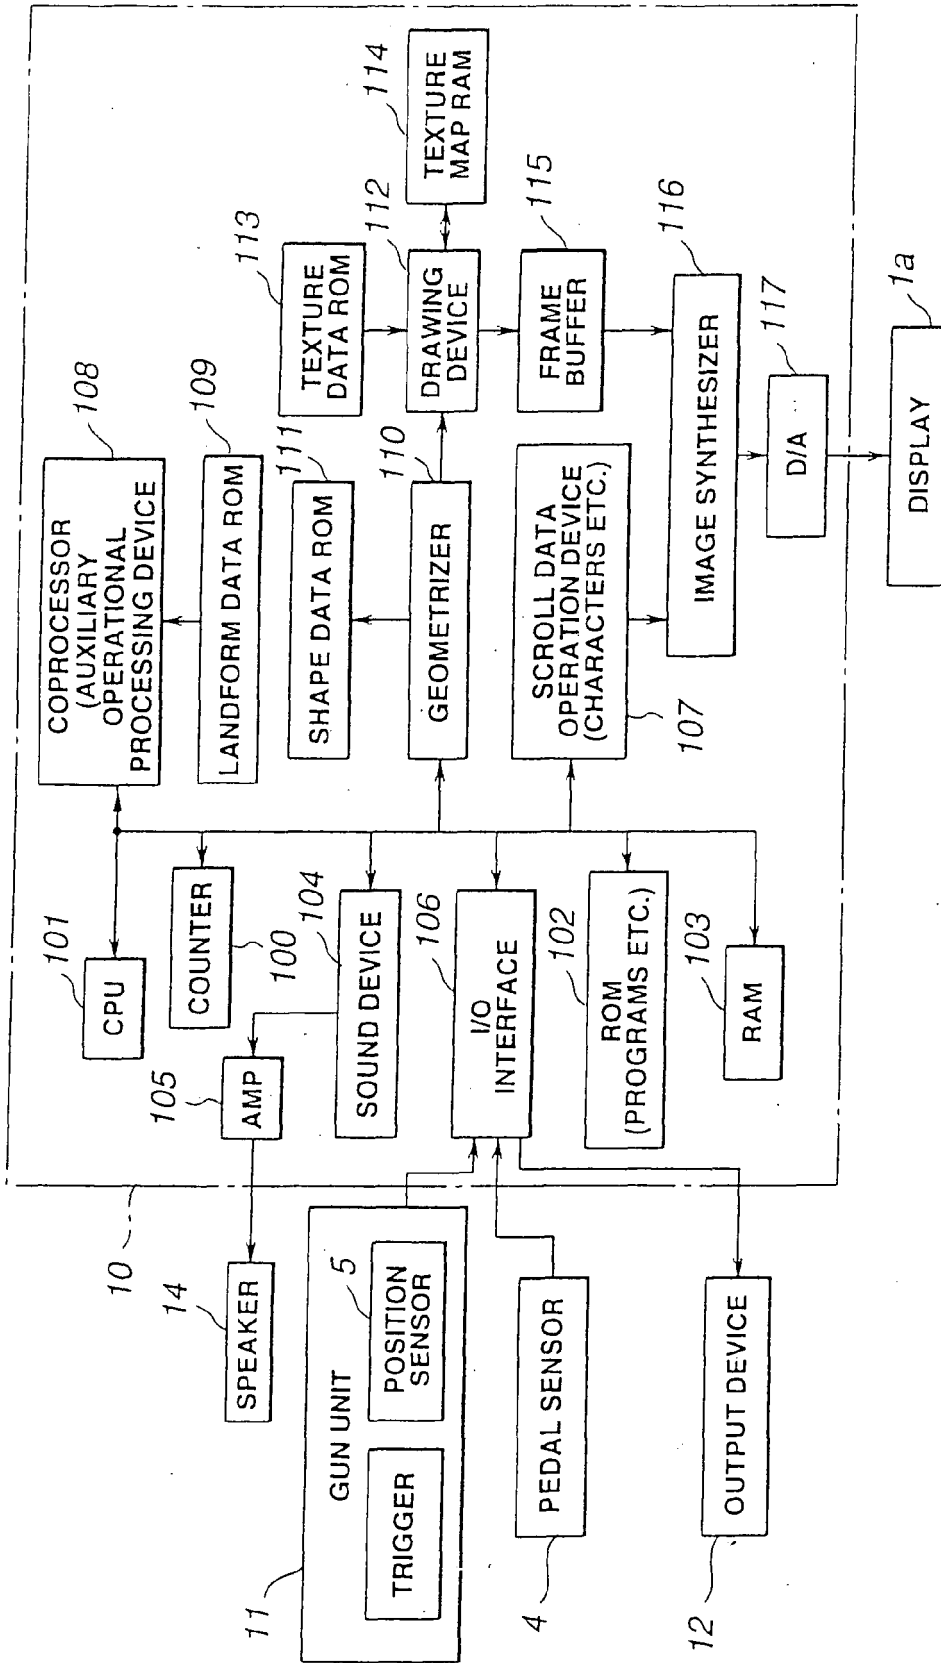 10
101
CPU
COUNTER
100
104
SOUND DEVICE
105
AMP
14
SPEAKER
11
GUN UNIT
TRIGGER
5
POSITION
SENSOR
4
PEDAL SENSOR
12
OUTPUT DEVICE
106
I/O
INTERFACE
102
ROM
(PROGRAMS ETC.)
103
RAM
COPROCESSOR
(AUXILIARY
OPERATIONAL
PROCESSING DEVICE)
108
LANDFORM DATA ROM
109
SHAPE DATA ROM
111
GEOMETRIZER
110
TEXTURE
DATA ROM
113
DRAWING
DEVICE
112
TEXTURE
MAP RAM
114
FRAME
BUFFER
115
SCROLL DATA
OPERATION DEVICE
(CHARACTERS ETC.)
107
IMAGE SYNTHESIZER
116
D/A
117
DISPLAY
1a